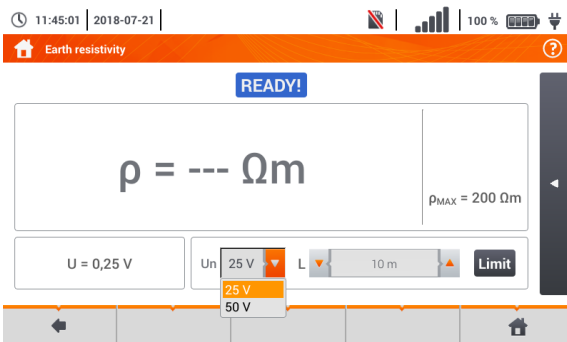 11:45:01 2018-07-21 100 %
Earth resistivity ?
READY!
ρ = --- Ωm
ρMAX = 200 Ωm
U = 0,25 V Un 25 V L 10 m Limit
25 V
50 V